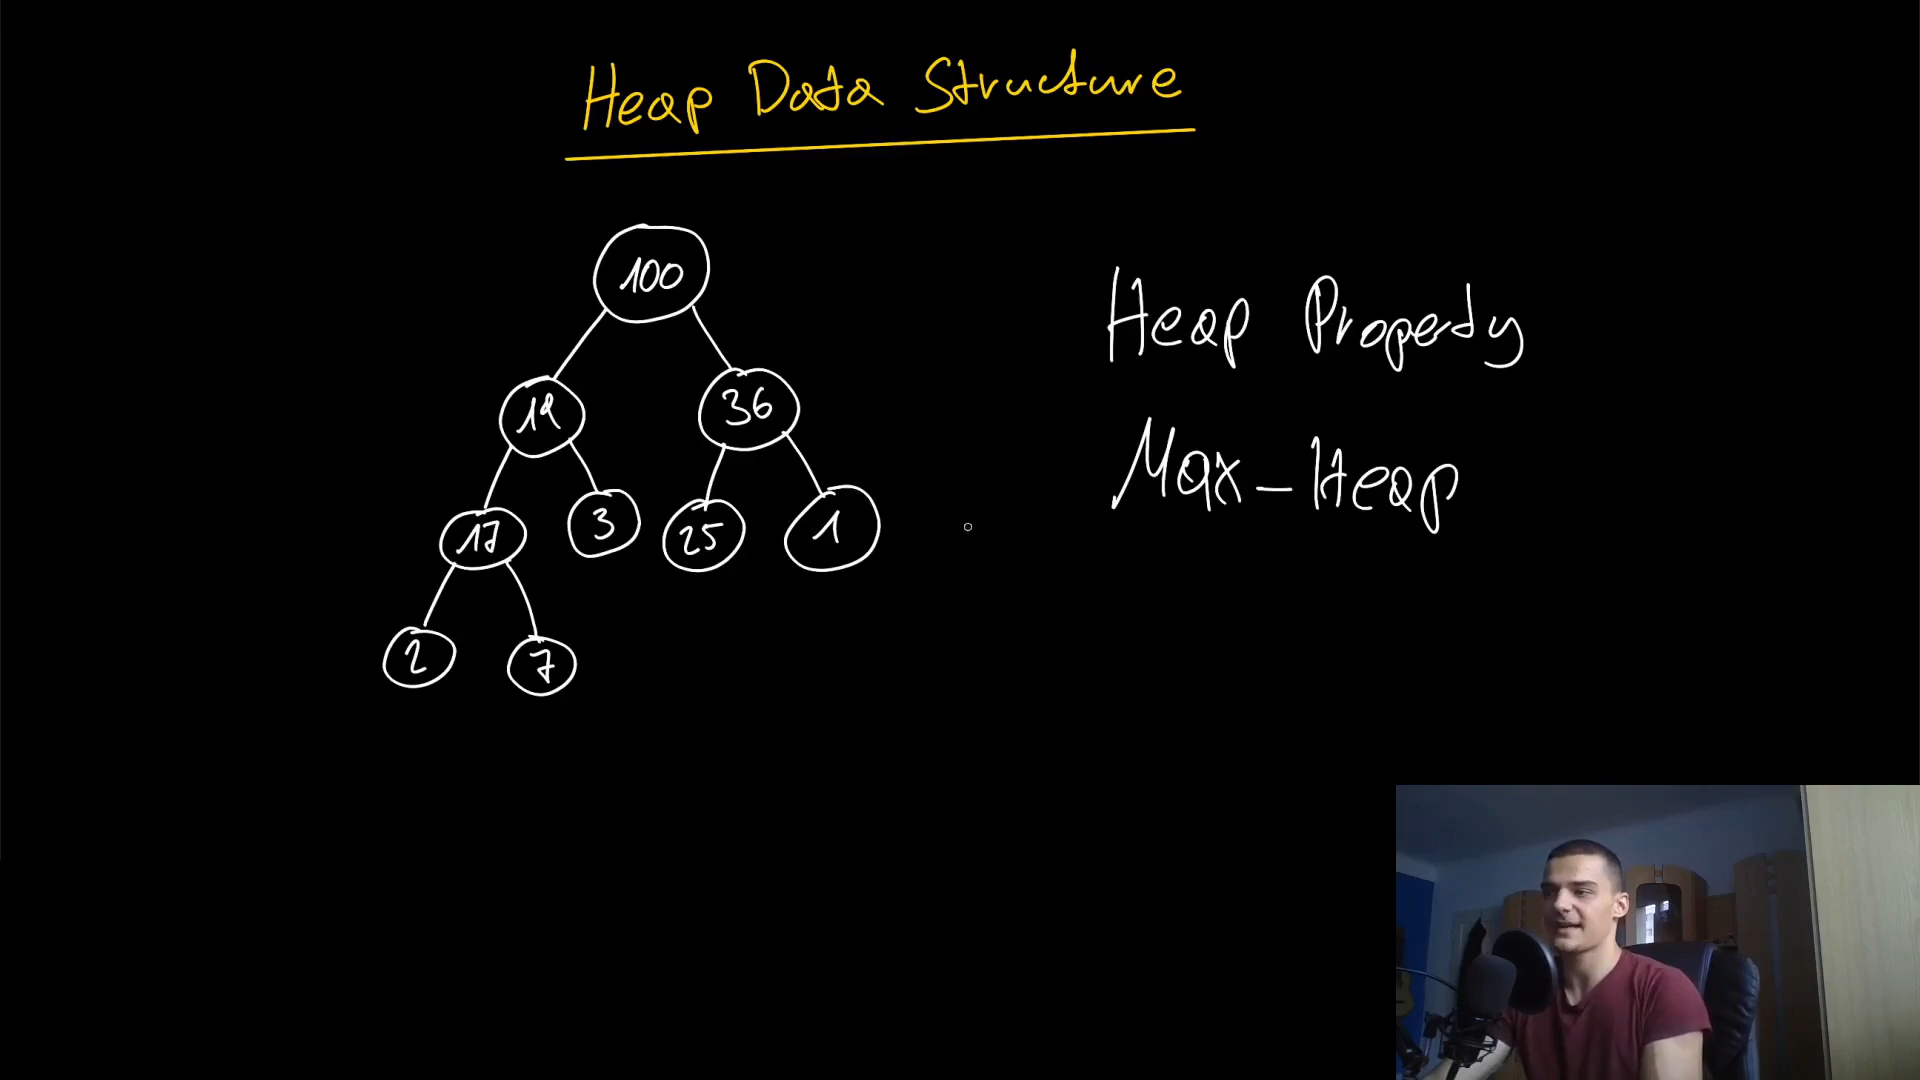 Heap Data Structure
100
Heap Property
19 36
Max-Heap
17 3 25 1
2 7